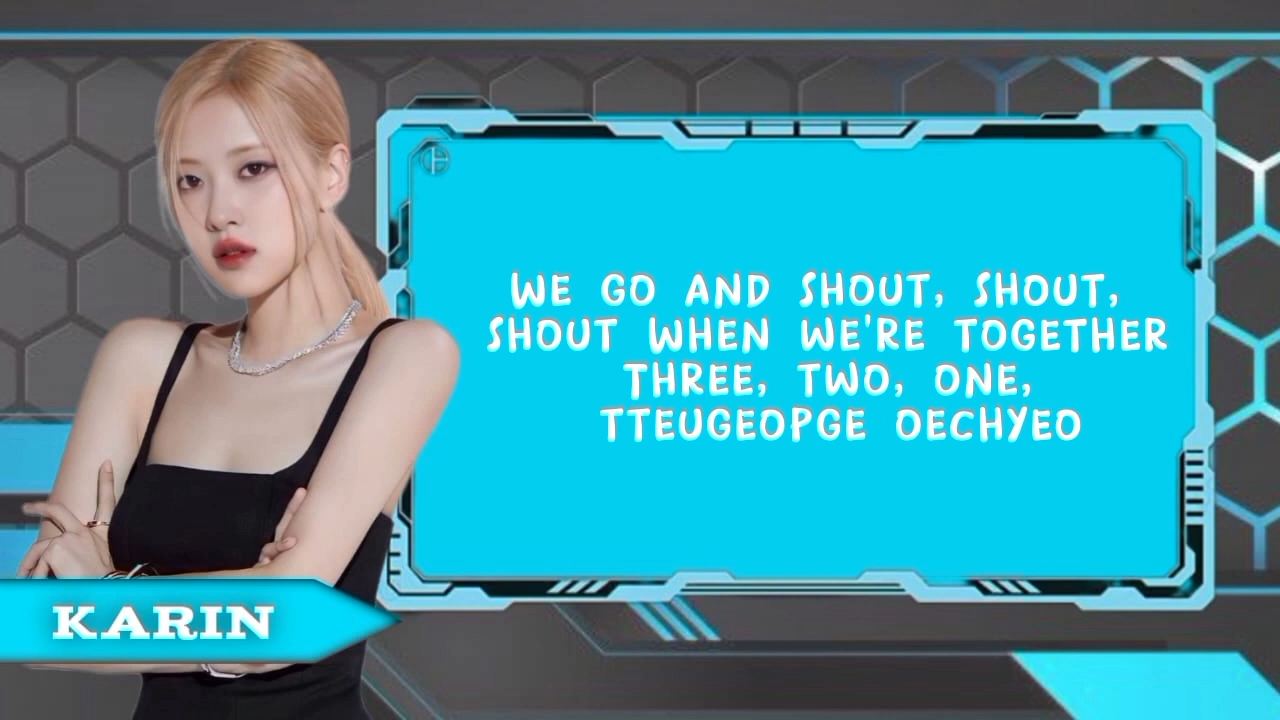 WE GO AND SHOUT, SHOUT,
SHOUT WHEN WE'RE TOGETHER
THREE, TWO, ONE,
TTEUGEOPGE OECHYEO
KARIN